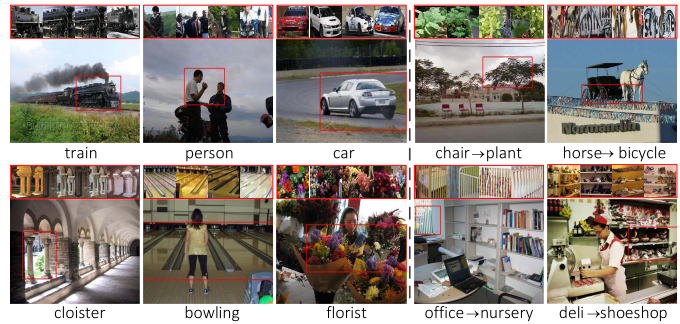 train
person
car
chair→plant
horse→bicycle
cloister
bowling
florist
office→nursery
deli→shoeshop